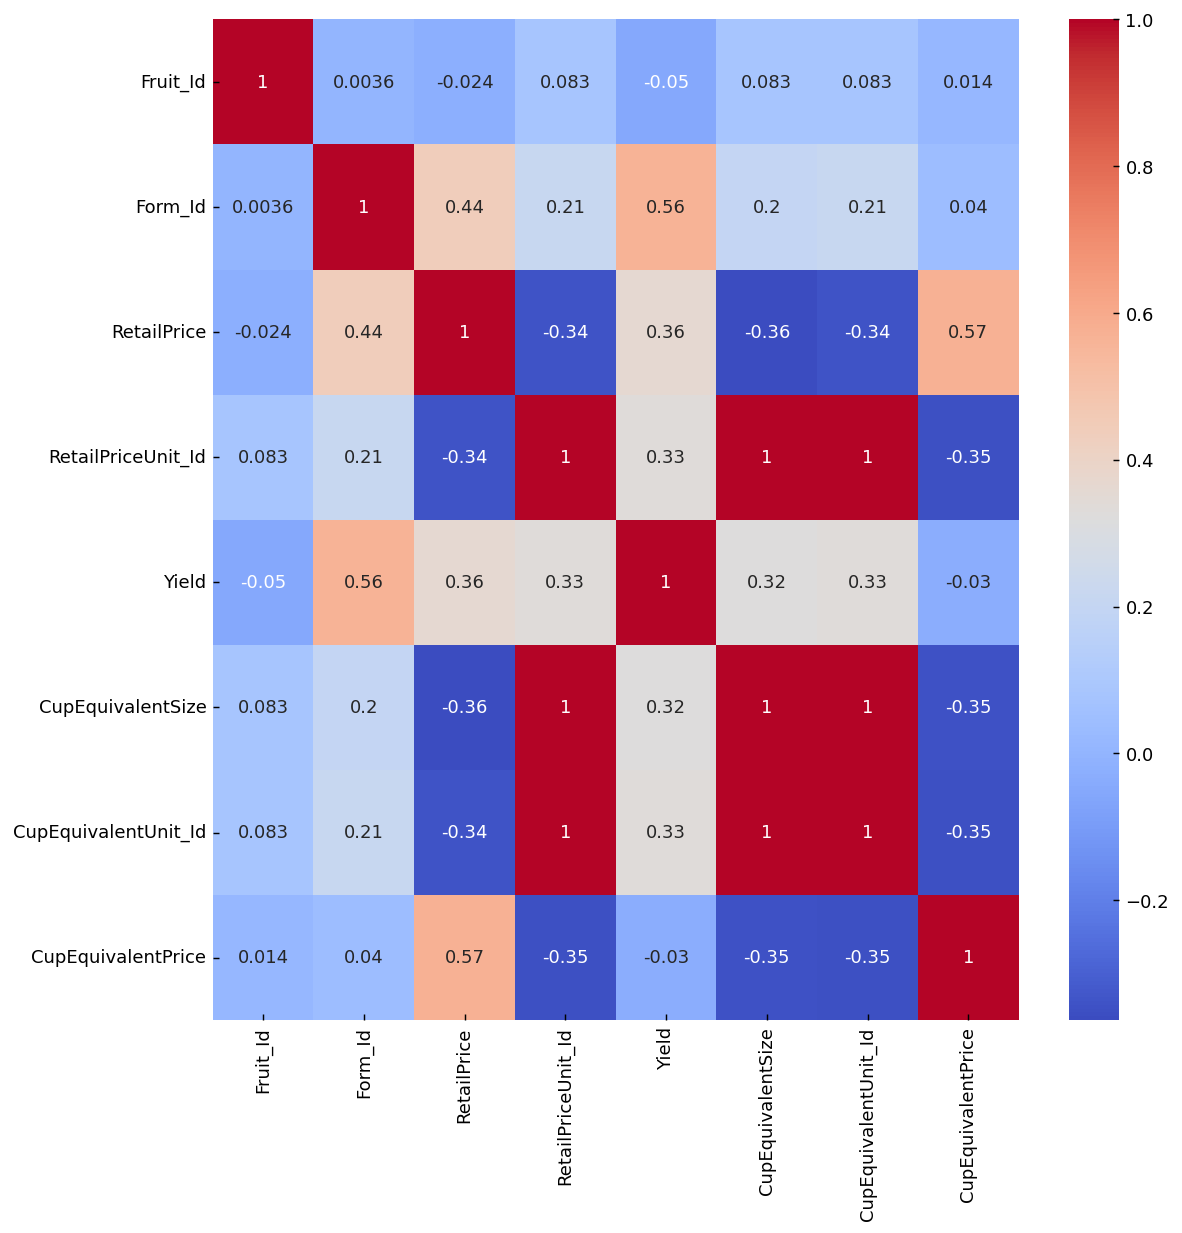 Fruit_Id 1 0.0036 -0.024 0.083 -0.05 0.083 0.083 0.014
Form_Id 0.0036 1 0.44 0.21 0.56 0.2 0.21 0.04
RetailPrice -0.024 0.44 1 -0.34 0.36 -0.36 -0.34 0.57
RetailPriceUnit_Id 0.083 0.21 -0.34 1 0.33 1 1 -0.35
Yield -0.05 0.56 0.36 0.33 1 0.32 0.33 -0.03
CupEquivalentSize 0.083 0.2 -0.36 1 0.32 1 1 -0.35
CupEquivalentUnit_Id 0.083 0.21 -0.34 1 0.33 1 1 -0.35
CupEquivalentPrice 0.014 0.04 0.57 -0.35 -0.03 -0.35 -0.35 1
Fruit_Id
Form_Id
RetailPrice
RetailPriceUnit_Id
Yield
CupEquivalentSize
CupEquivalentUnit_Id
CupEquivalentPrice
1.0
0.8
0.6
0.4
0.2
0.0
−0.2